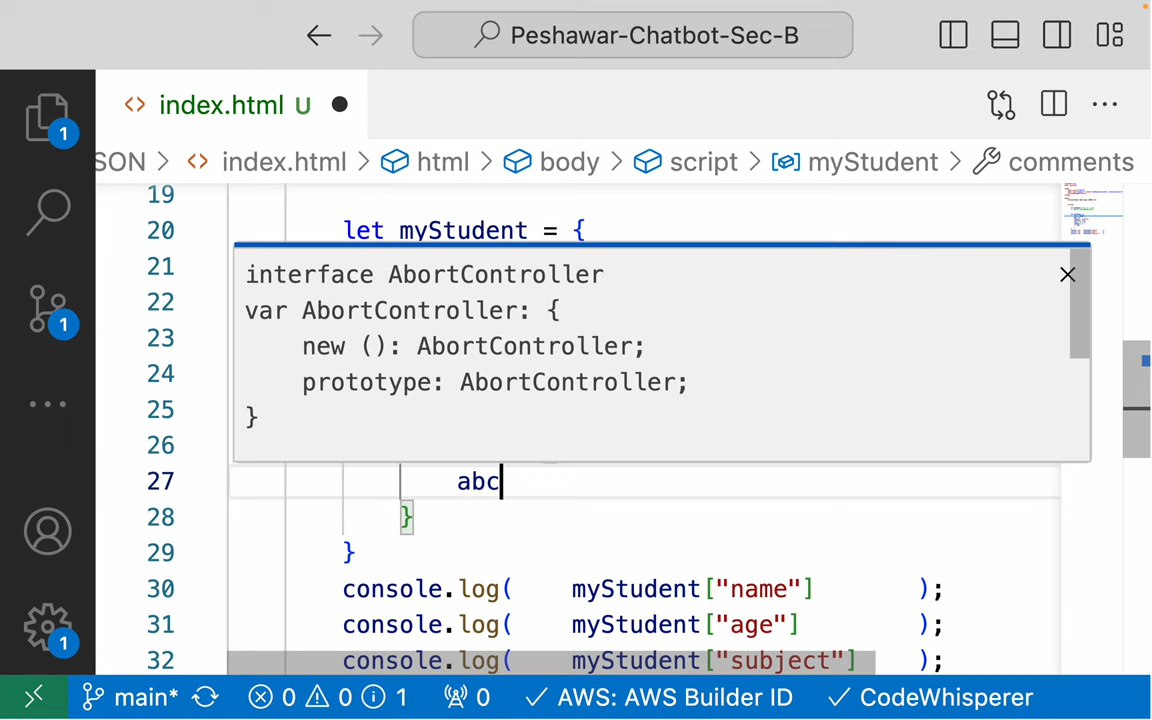 Peshawar-Chatbot-Sec-B
1
index.html U
SON > index.html > html > body > script > myStudent > comments
19
20 let myStudent = {
21
interface AbortController
22
var AbortController: {
23
new (): AbortController;
24
prototype: AbortController;
25
}
26
27 abc
28 }
29 }
30 console.log( myStudent["name"] );
31 console.log( myStudent["age"] );
32 console.log( myStudent["subject"] );
1
1
main* 0 0 1 0 AWS: AWS Builder ID CodeWhisperer